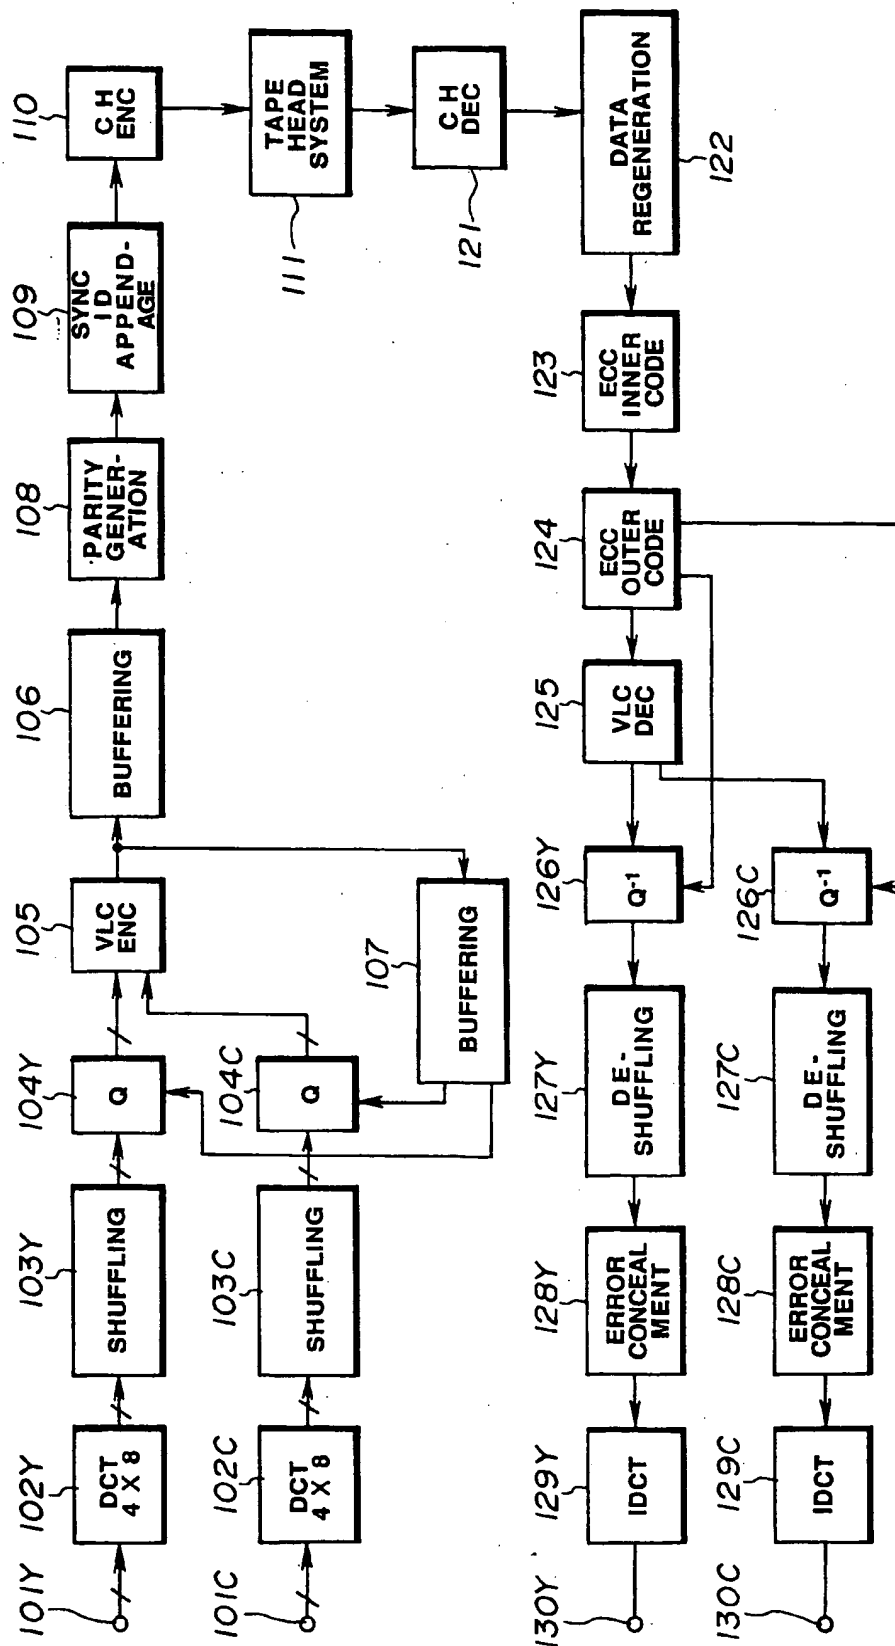 101Y
102Y
DCT
4 X 8
103Y
SHUFFLING
104Y
Q
105
VLC
ENC
106
BUFFERING
108
PARITY
GENER-
ATION
109
SYNC
ID
APPEND-
AGE
110
C H
ENC
101C
102C
DCT
4 X 8
103C
SHUFFLING
104C
Q
107
BUFFERING
111
TAPE
HEAD
SYSTEM
121
C H
DEC
130Y
129Y
IDCT
128Y
ERROR
CONCEAL
MENT
127Y
DE-
SHUFFLING
126Y
Q-1
125
VLC
DEC
124
ECC
OUTER
CODE
123
ECC
INNER
CODE
122
DATA
REGENERATION
130C
129C
IDCT
128C
ERROR
CONCEAL
MENT
127C
DE-
SHUFFLING
126C
Q-1